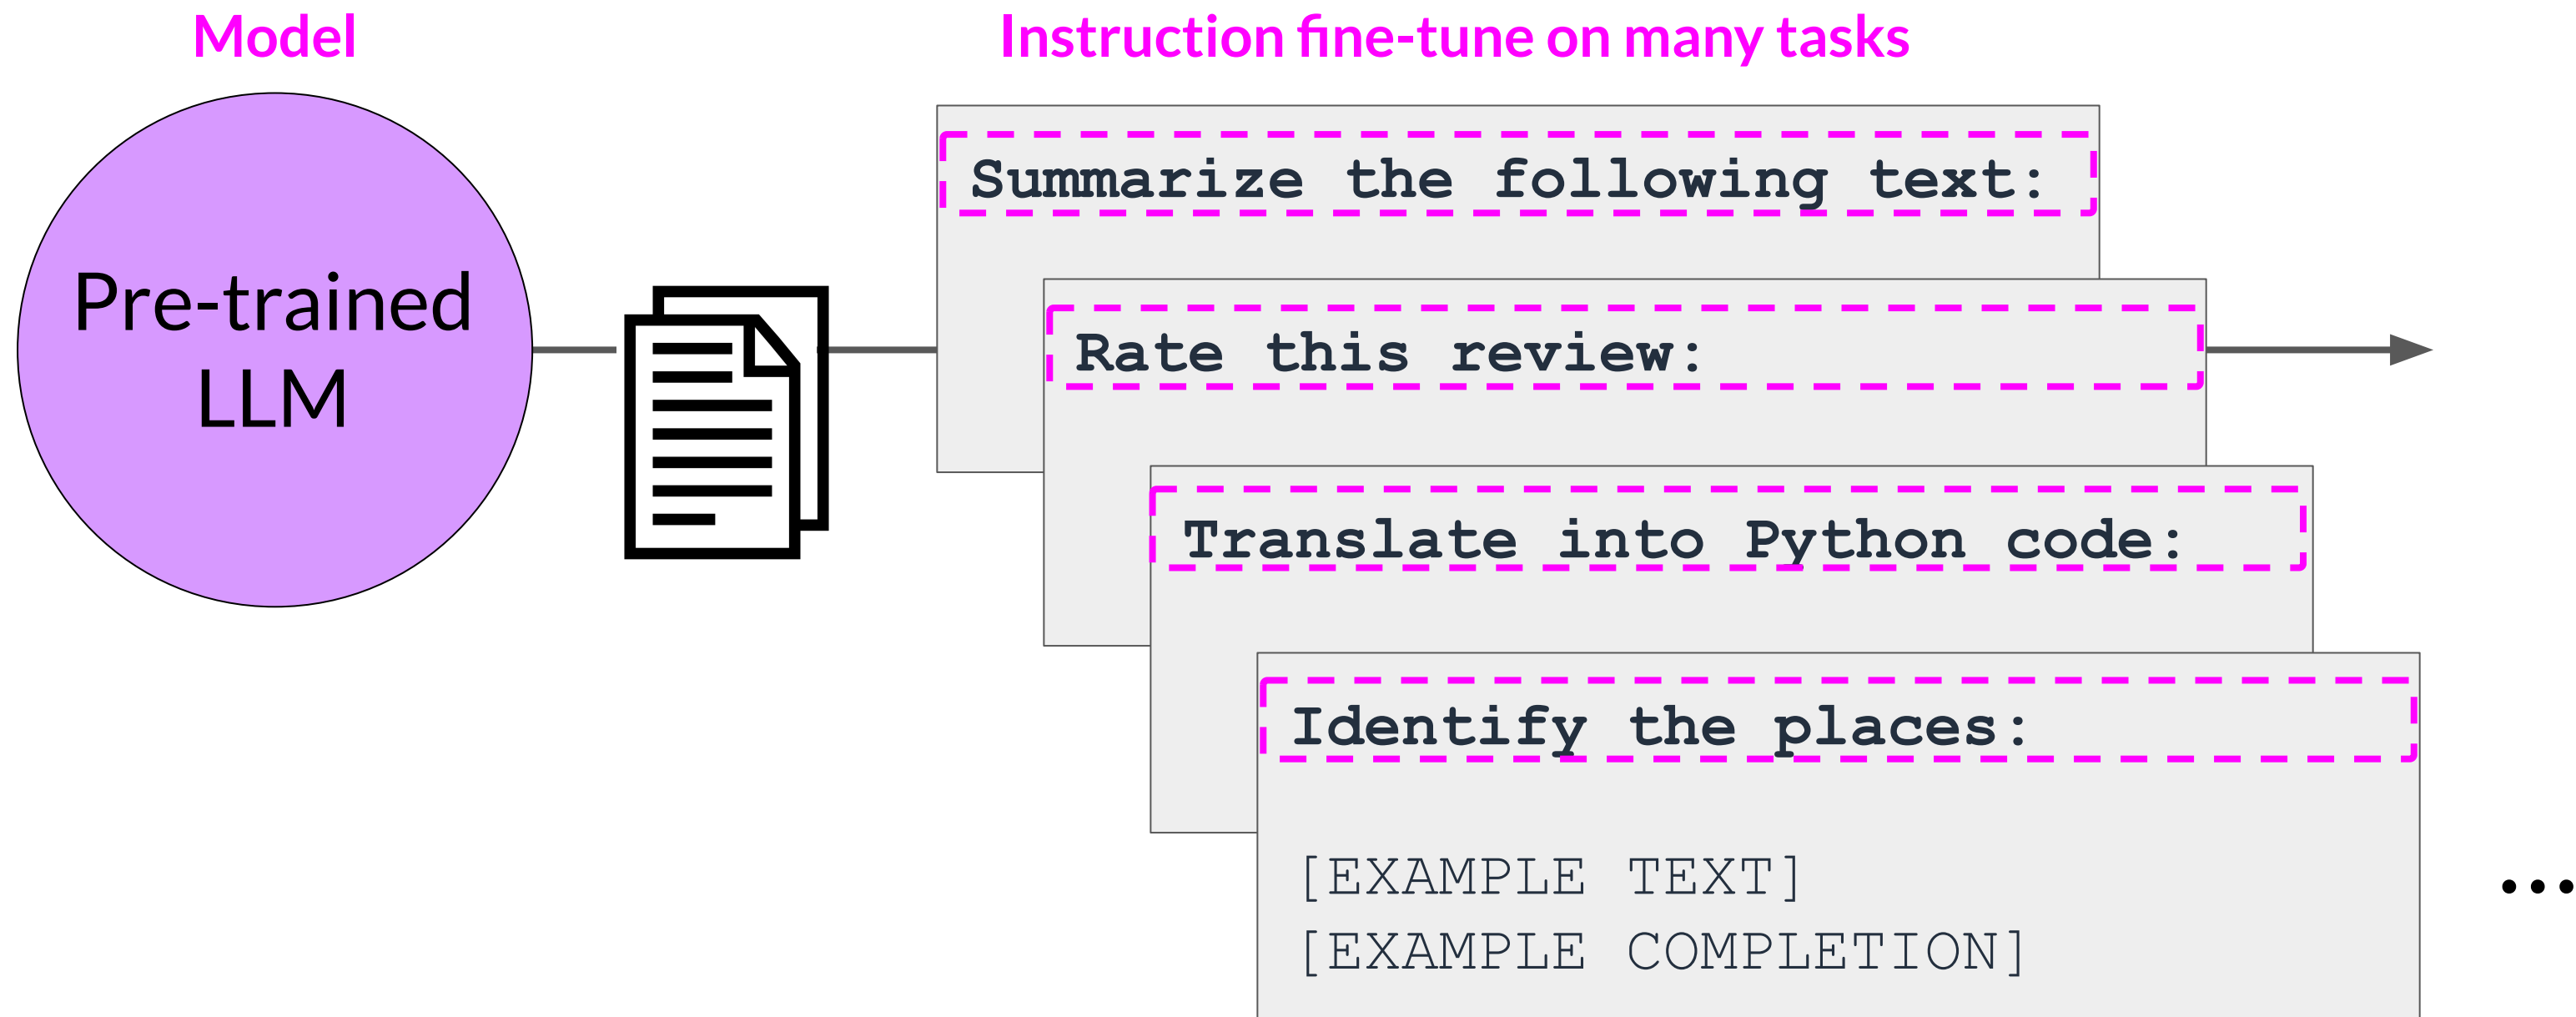 Model
Instruction fine-tune on many tasks
Pre-trained
LLM
Summarize the following text:
Rate this review:
Translate into Python code:
Identify the places:
[EXAMPLE TEXT]
[EXAMPLE COMPLETION]
...